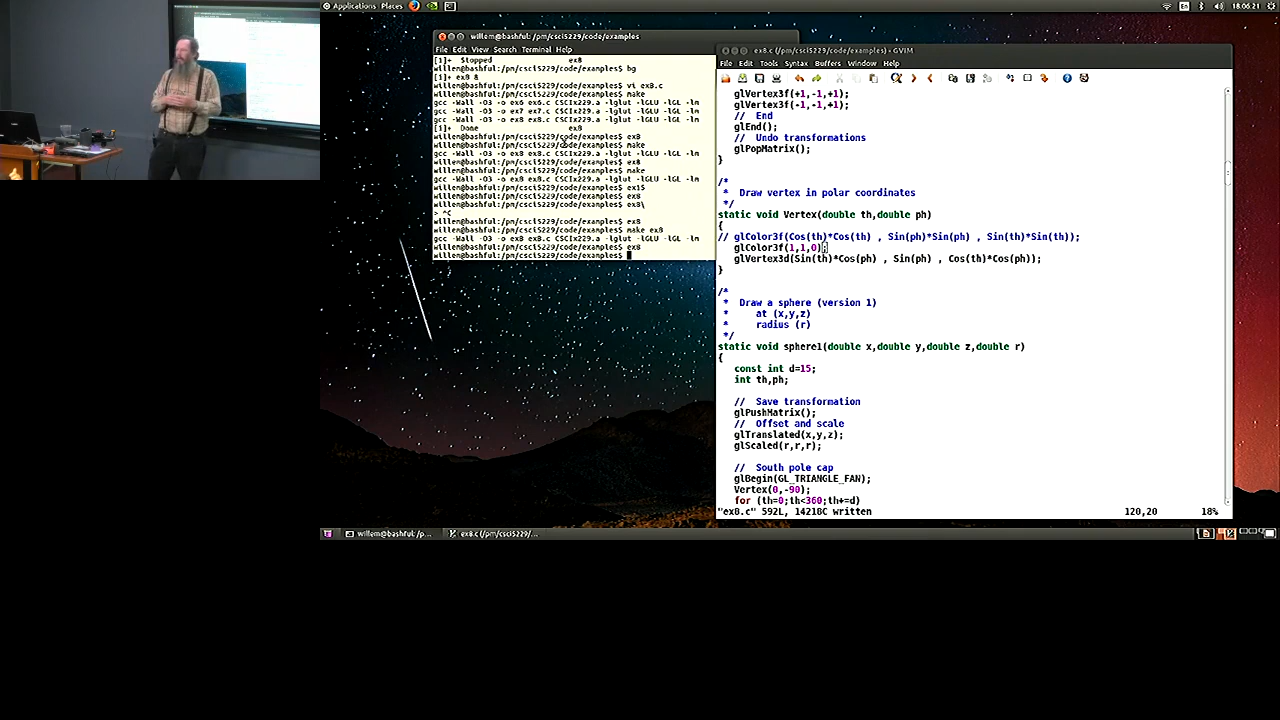 Applications Places
En
18.06.21
willem@bashful: /pm/csci5229/code/examples
File Edit View Search Terminal Help
[1]+ Stopped ex8
willem@bashful:/pm/csci5229/code/examples$ bg
[1]+ ex8 &
willem@bashful:/pm/csci5229/code/examples$ vi ex8.c
willem@bashful:/pm/csci5229/code/examples$ make
gcc -Wall -O3 -o ex6 ex6.c CSCIx229.a -lglut -lGLU -lGL -lm
gcc -Wall -O3 -o ex7 ex7.c CSCIx229.a -lglut -lGLU -lGL -lm
gcc -Wall -O3 -o ex8 ex8.c CSCIx229.a -lglut -lGLU -lGL -lm
[1]+ Done ex8
willem@bashful:/pm/csci5229/code/examples$ ex8
willem@bashful:/pm/csci5229/code/examples$ make
gcc -Wall -O3 -o ex8 ex8.c CSCIx229.a -lglut -lGLU -lGL -lm
willem@bashful:/pm/csci5229/code/examples$ ex8
willem@bashful:/pm/csci5229/code/examples$ make
gcc -Wall -O3 -o ex8 ex8.c CSCIx229.a -lglut -lGLU -lGL -lm
willem@bashful:/pm/csci5229/code/examples$ ex15
willem@bashful:/pm/csci5229/code/examples$ ex8
willem@bashful:/pm/csci5229/code/examples$ ex8\
> ^C
willem@bashful:/pm/csci5229/code/examples$ ex8
willem@bashful:/pm/csci5229/code/examples$ make ex8
gcc -Wall -O3 -o ex8 ex8.c CSCIx229.a -lglut -lGLU -lGL -lm
willem@bashful:/pm/csci5229/code/examples$ ex8
willem@bashful:/pm/csci5229/code/examples$
ex8.c (/pm/csci5229/code/examples) - GVIM
File Edit Tools Syntax Buffers Window Help
glVertex3f(+1,-1,+1);
glVertex3f(-1,-1,+1);
// End
glEnd();
// Undo transformations
glPopMatrix();
}
/*
* Draw vertex in polar coordinates
*/
static void Vertex(double th,double ph)
{
// glColor3f(Cos(th)*Cos(th) , Sin(ph)*Sin(ph) , Sin(th)*Sin(th));
glColor3f(1,1,0);
glVertex3d(Sin(th)*Cos(ph) , Sin(ph) , Cos(th)*Cos(ph));
}
/*
* Draw a sphere (version 1)
* at (x,y,z)
* radius (r)
*/
static void sphere1(double x,double y,double z,double r)
{
const int d=15;
int th,ph;
// Save transformation
glPushMatrix();
// Offset and scale
glTranslated(x,y,z);
glScaled(r,r,r);
// South pole cap
glBegin(GL_TRIANGLE_FAN);
Vertex(0,-90);
for (th=0;th<360;th+=d)
"ex8.c" 592L, 14218C written 120,20 18%
willem@bashful: /p...
ex8.c (/pm/csci5229/...